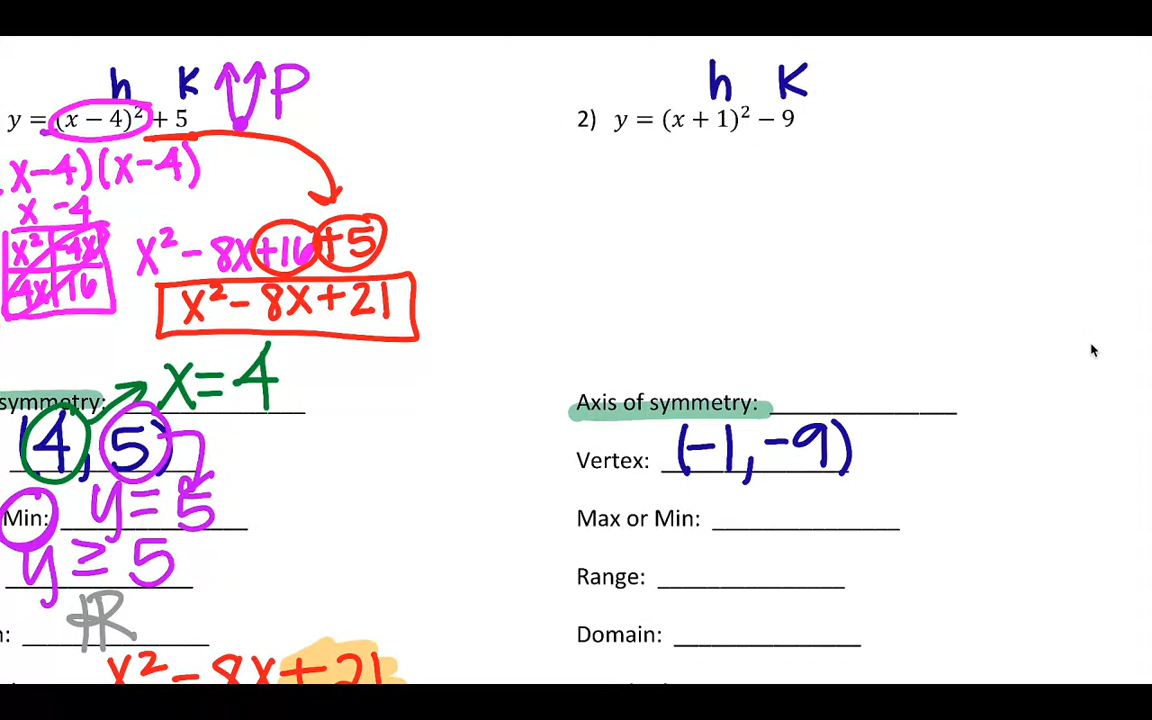 h K P
y = (x − 4)² + 5
x-4)(x-4)
x -4
x² -4x
-4x 16
x² - 8x +16 +5
x² - 8x + 21
x = 4
symmetry:
(4, 5)
Min: y = 5
y ≥ 5
ℝ
:
x² - 8x + 21
h K
2) y = (x + 1)² − 9
Axis of symmetry:
Vertex: (-1, -9)
Max or Min:
Range:
Domain: